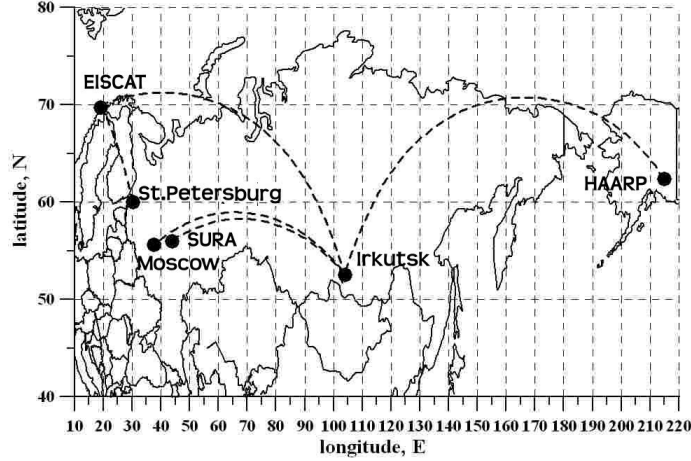 80
EISCAT
70
HAARP
St.Petersburg
60
SURA
Moscow
Irkutsk
50
40
10 20 30 40 50 60 70 80 90 100 110 120 130 140 150 160 170 180 190 200 210 220
latitude, N
longitude, E